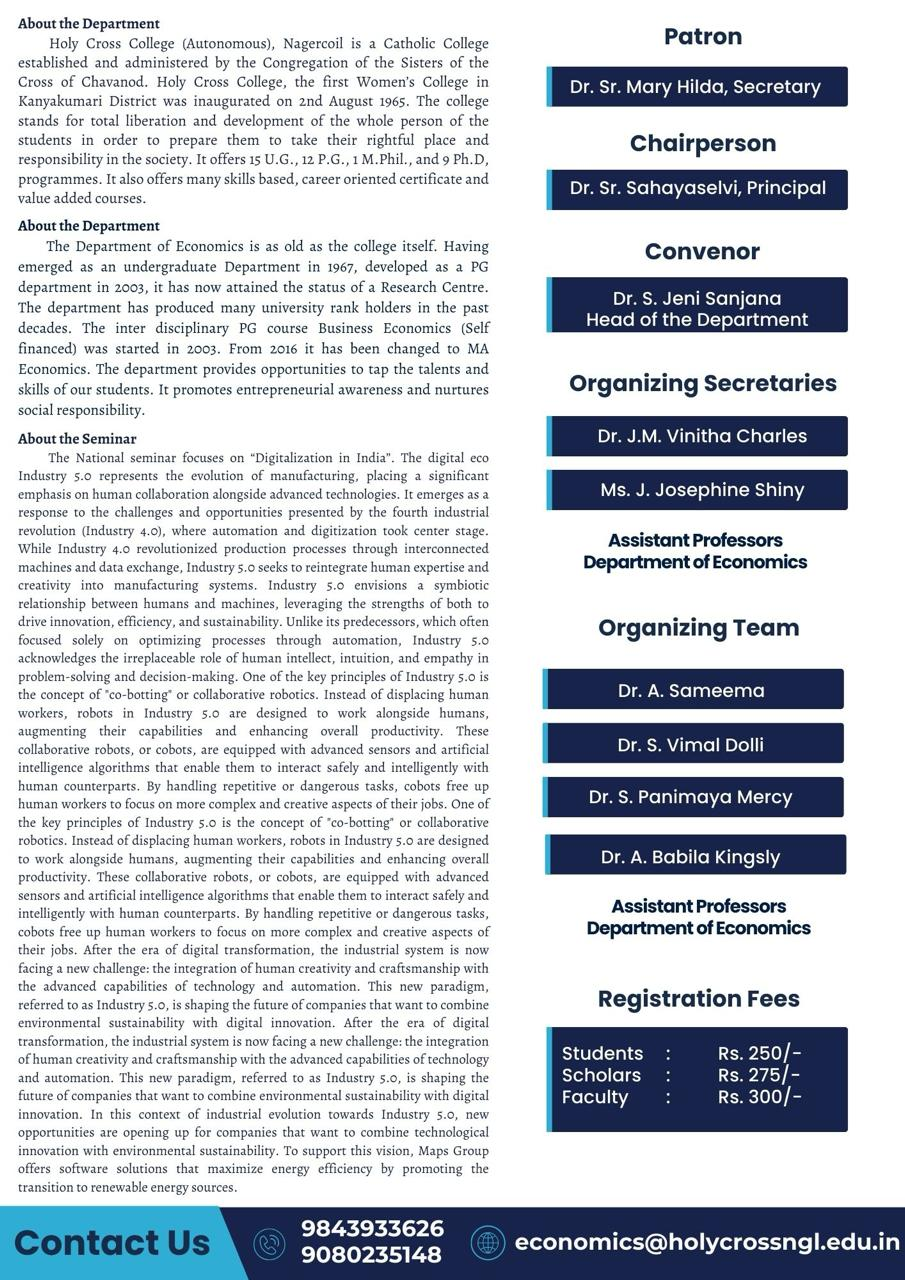 About the Department
Holy Cross College (Autonomous), Nagercoil is a Catholic College
established and administered by the Congregation of the Sisters of the
Cross of Chavanod. Holy Cross College, the first Women's College in
Kanyakumari District was inaugurated on 2nd August 1965. The college
stands for total liberation and development of the whole person of the
students in order to prepare them to take their rightful place and
responsibility in the society. It offers 15 U.G., 12 P.G., 1 M.Phil., and 9 Ph.D,
programmes. It also offers many skills based, career oriented certificate and
value added courses.
About the Department
The Department of Economics is as old as the college itself. Having
emerged as an undergraduate Department in 1967, developed as a PG
department in 2003, it has now attained the status of a Research Centre.
The department has produced many university rank holders in the past
decades. The inter disciplinary PG course Business Economics (Self
financed) was started in 2003. From 2016 it has been changed to MA
Economics. The department provides opportunities to tap the talents and
skills of our students. It promotes entrepreneurial awareness and nurtures
social responsibility.
About the Seminar
The National seminar focuses on “Digitalization in India”. The digital eco
Industry 5.0 represents the evolution of manufacturing, placing a significant
emphasis on human collaboration alongside advanced technologies. It emerges as a
response to the challenges and opportunities presented by the fourth industrial
revolution (Industry 4.0), where automation and digitization took center stage.
While Industry 4.0 revolutionized production processes through interconnected
machines and data exchange, Industry 5.0 seeks to reintegrate human expertise and
creativity into manufacturing systems. Industry 5.0 envisions a symbiotic
relationship between humans and machines, leveraging the strengths of both to
drive innovation, efficiency, and sustainability. Unlike its predecessors, which often
focused solely on optimizing processes through automation, Industry 5.0
acknowledges the irreplaceable role of human intellect, intuition, and empathy in
problem-solving and decision-making. One of the key principles of Industry 5.0 is
the concept of "co-botting" or collaborative robotics. Instead of displacing human
workers, robots in Industry 5.0 are designed to work alongside humans,
augmenting their capabilities and enhancing overall productivity. These
collaborative robots, or cobots, are equipped with advanced sensors and artificial
intelligence algorithms that enable them to interact safely and intelligently with
human counterparts. By handling repetitive or dangerous tasks, cobots free up
human workers to focus on more complex and creative aspects of their jobs. One of
the key principles of Industry 5.0 is the concept of "co-botting" or collaborative
robotics. Instead of displacing human workers, robots in Industry 5.0 are designed
to work alongside humans, augmenting their capabilities and enhancing overall
productivity. These collaborative robots, or cobots, are equipped with advanced
sensors and artificial intelligence algorithms that enable them to interact safely and
intelligently with human counterparts. By handling repetitive or dangerous tasks,
cobots free up human workers to focus on more complex and creative aspects of
their jobs. After the era of digital transformation, the industrial system is now
facing a new challenge: the integration of human creativity and craftsmanship with
the advanced capabilities of technology and automation. This new paradigm,
referred to as Industry 5.0, is shaping the future of companies that want to combine
environmental sustainability with digital innovation. After the era of digital
transformation, the industrial system is now facing a new challenge: the integration
of human creativity and craftsmanship with the advanced capabilities of technology
and automation. This new paradigm, referred to as Industry 5.0, is shaping the
future of companies that want to combine environmental sustainability with digital
innovation. In this context of industrial evolution towards Industry 5.0, new
opportunities are opening up for companies that want to combine technological
innovation with environmental sustainability. To support this vision, Maps Group
offers software solutions that maximize energy efficiency by promoting the
transition to renewable energy sources.
Patron
Dr. Sr. Mary Hilda, Secretary
Chairperson
Dr. Sr. Sahayaselvi, Principal
Convenor
Dr. S. Jeni Sanjana
Head of the Department
Organizing Secretaries
Dr. J.M. Vinitha Charles
Ms. J. Josephine Shiny
Assistant Professors
Department of Economics
Organizing Team
Dr. A. Sameema
Dr. S. Vimal Dolli
Dr. S. Panimaya Mercy
Dr. A. Babila Kingsly
Assistant Professors
Department of Economics
Registration Fees
Students : Rs. 250/-
Scholars : Rs. 275/-
Faculty : Rs. 300/-
Contact Us
9843933626
9080235148
economics@holycrossngl.edu.in